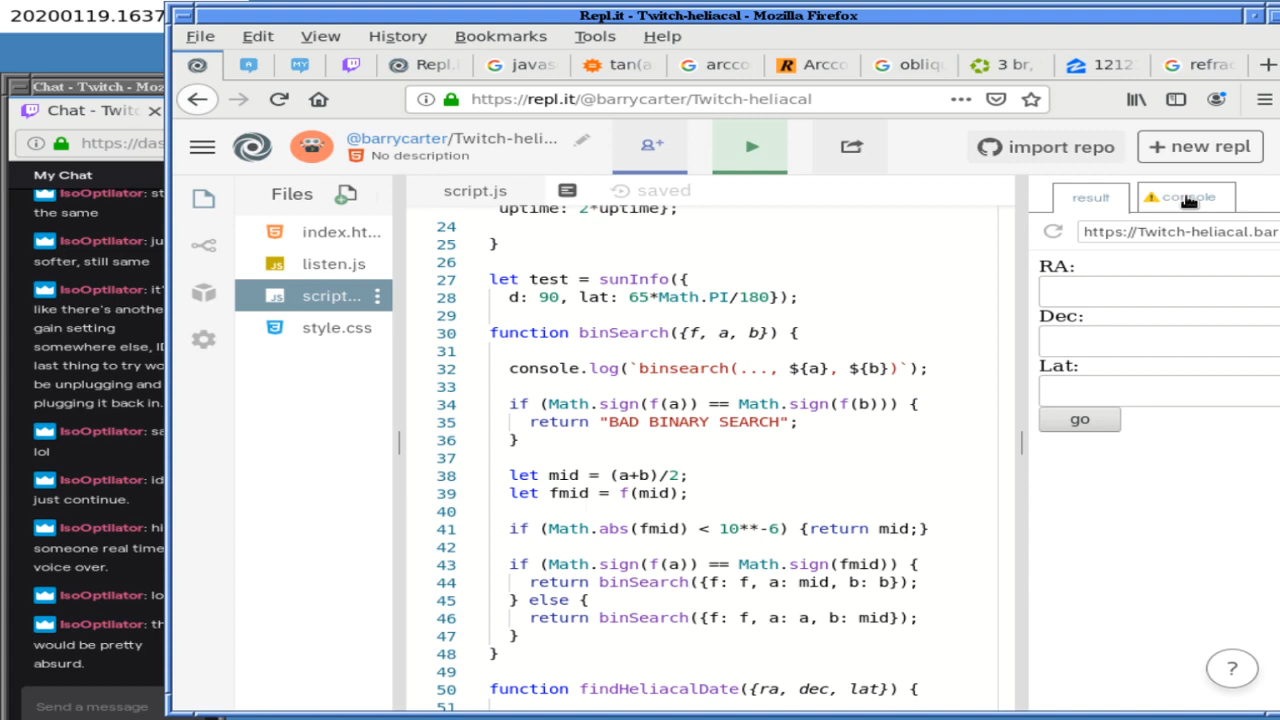 20200119.1637
Repl.it - Twitch-heliacal - Mozilla Firefox
File Edit View History Bookmarks Tools Help
Repl. javas tan(a arcco Arcco obliq 3 br, 1212 refra
https://repl.it/@barrycarter/Twitch-heliacal
@barrycarter/Twitch-heli...
No description
import repo
+ new repl
Chat - Twitch - Moz
Chat - Twitc
https://das
My Chat
IsoOptilator: st
the same
IsoOptilator: ju
softer, still same
IsoOptilator: it'
like there's anothe
gain setting
somewhere else, ID
last thing to try wo
be unplugging and
plugging it back in.
IsoOptilator: sa
lol
IsoOptilator: id
just continue.
IsoOptilator: hi
someone real time
voice over.
IsoOptilator: lo
IsoOptilator: th
would be pretty
absurd.
Send a message
Files
index.ht...
listen.js
script...
style.css
script.js
saved
uptime: 2*uptime};
24
25 }
26
27 let test = sunInfo({
28 d: 90, lat: 65*Math.PI/180});
29
30 function binSearch({f, a, b}) {
31
32 console.log(`binsearch(..., ${a}, ${b})`);
33
34 if (Math.sign(f(a)) == Math.sign(f(b))) {
35 return "BAD BINARY SEARCH";
36 }
37
38 let mid = (a+b)/2;
39 let fmid = f(mid);
40
41 if (Math.abs(fmid) < 10**-6) {return mid;}
42
43 if (Math.sign(f(a)) == Math.sign(fmid)) {
44 return binSearch({f: f, a: mid, b: b});
45 } else {
46 return binSearch({f: f, a: a, b: mid});
47 }
48 }
49
50 function findHeliacalDate({ra, dec, lat}) {
51
result
console
https://Twitch-heliacal.bar
RA:
Dec:
Lat:
go
?